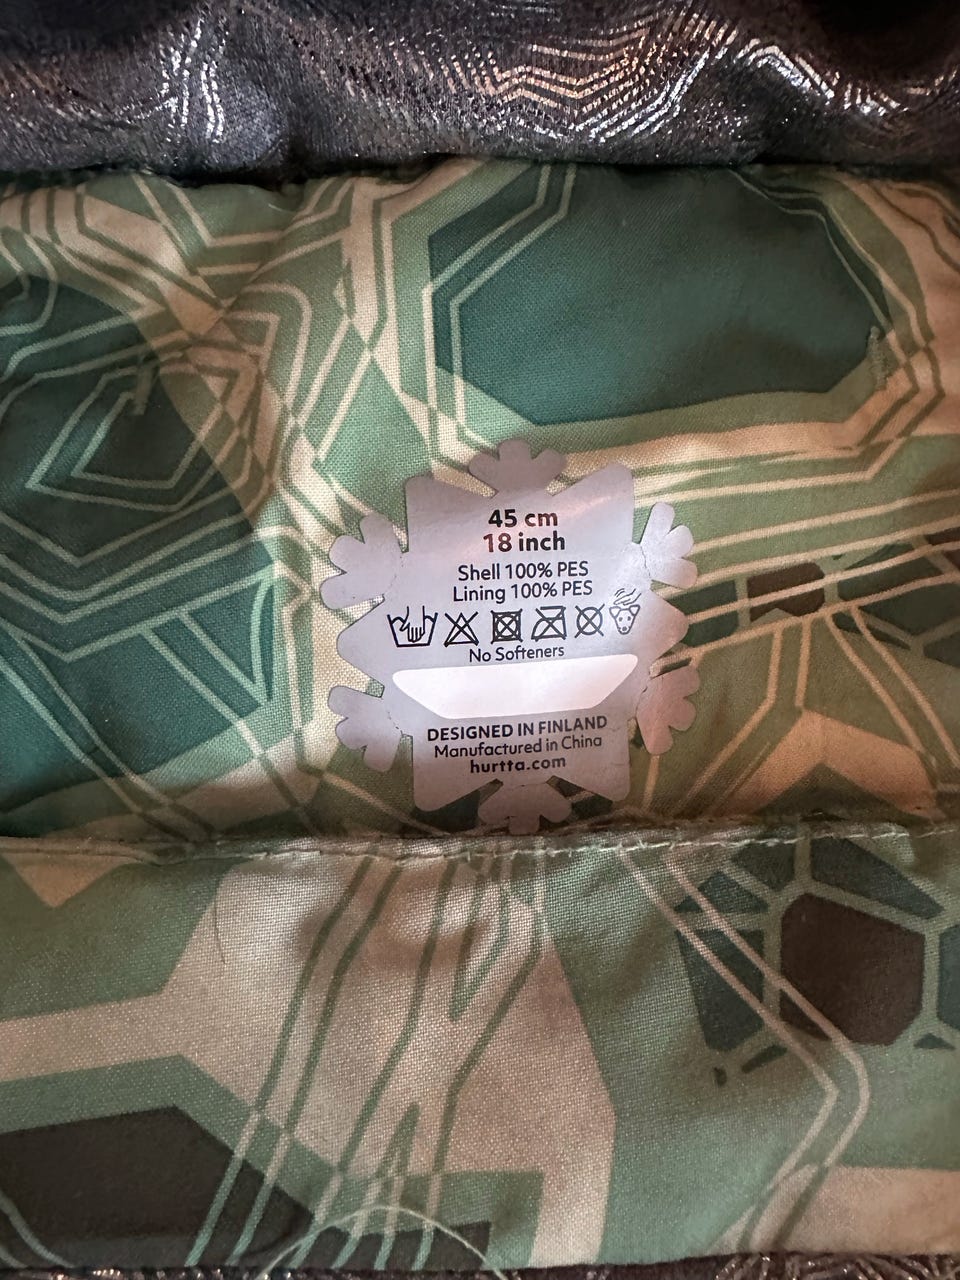 45 cm
18 inch
Shell 100% PES
Lining 100% PES
No Softeners
DESIGNED IN FINLAND
Manufactured in China
hurtta.com